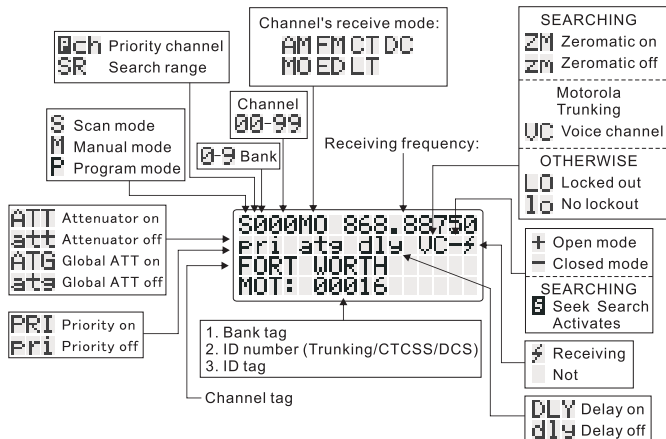 Pch Priority channel
SR Search range
Channel's receive mode:
AM FM CT DC
MO ED LT
SEARCHING
ZM Zeromatic on
zm Zeromatic off
Motorola
Trunking
VC Voice channel
OTHERWISE
LO Locked out
lo No lockout
Channel
00-99
Receiving frequency:
S Scan mode
M Manual mode
P Program mode
0-9 Bank
ATT Attenuator on
att Attenuator off
ATG Global ATT on
atg Global ATT off
S000MO 868.88750
pri atg dly VC-
FORT WORTH
MOT: 00016
+ Open mode
- Closed mode
SEARCHING
S Seek Search
Activates
PRI Priority on
pri Priority off
1. Bank tag
2. ID number (Trunking/CTCSS/DCS)
3. ID tag
Receiving
Not
Channel tag
DLY Delay on
dly Delay off